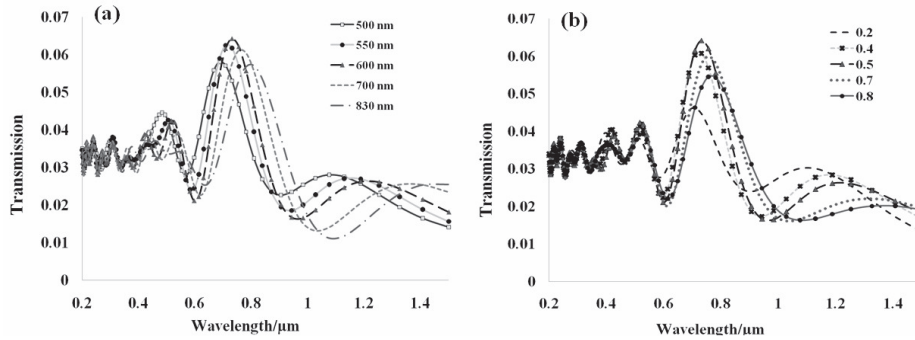 (a)
0.07
0.06
0.05
0.04
0.03
0.02
0.01
0
Transmission
0.2 0.4 0.6 0.8 1 1.2 1.4
Wavelength/μm
500 nm
550 nm
600 nm
700 nm
830 nm
(b)
0.07
0.06
0.05
0.04
0.03
0.02
0.01
0
Transmission
0.2 0.4 0.6 0.8 1 1.2 1.4
Wavelength/μm
0.2
0.4
0.5
0.7
0.8